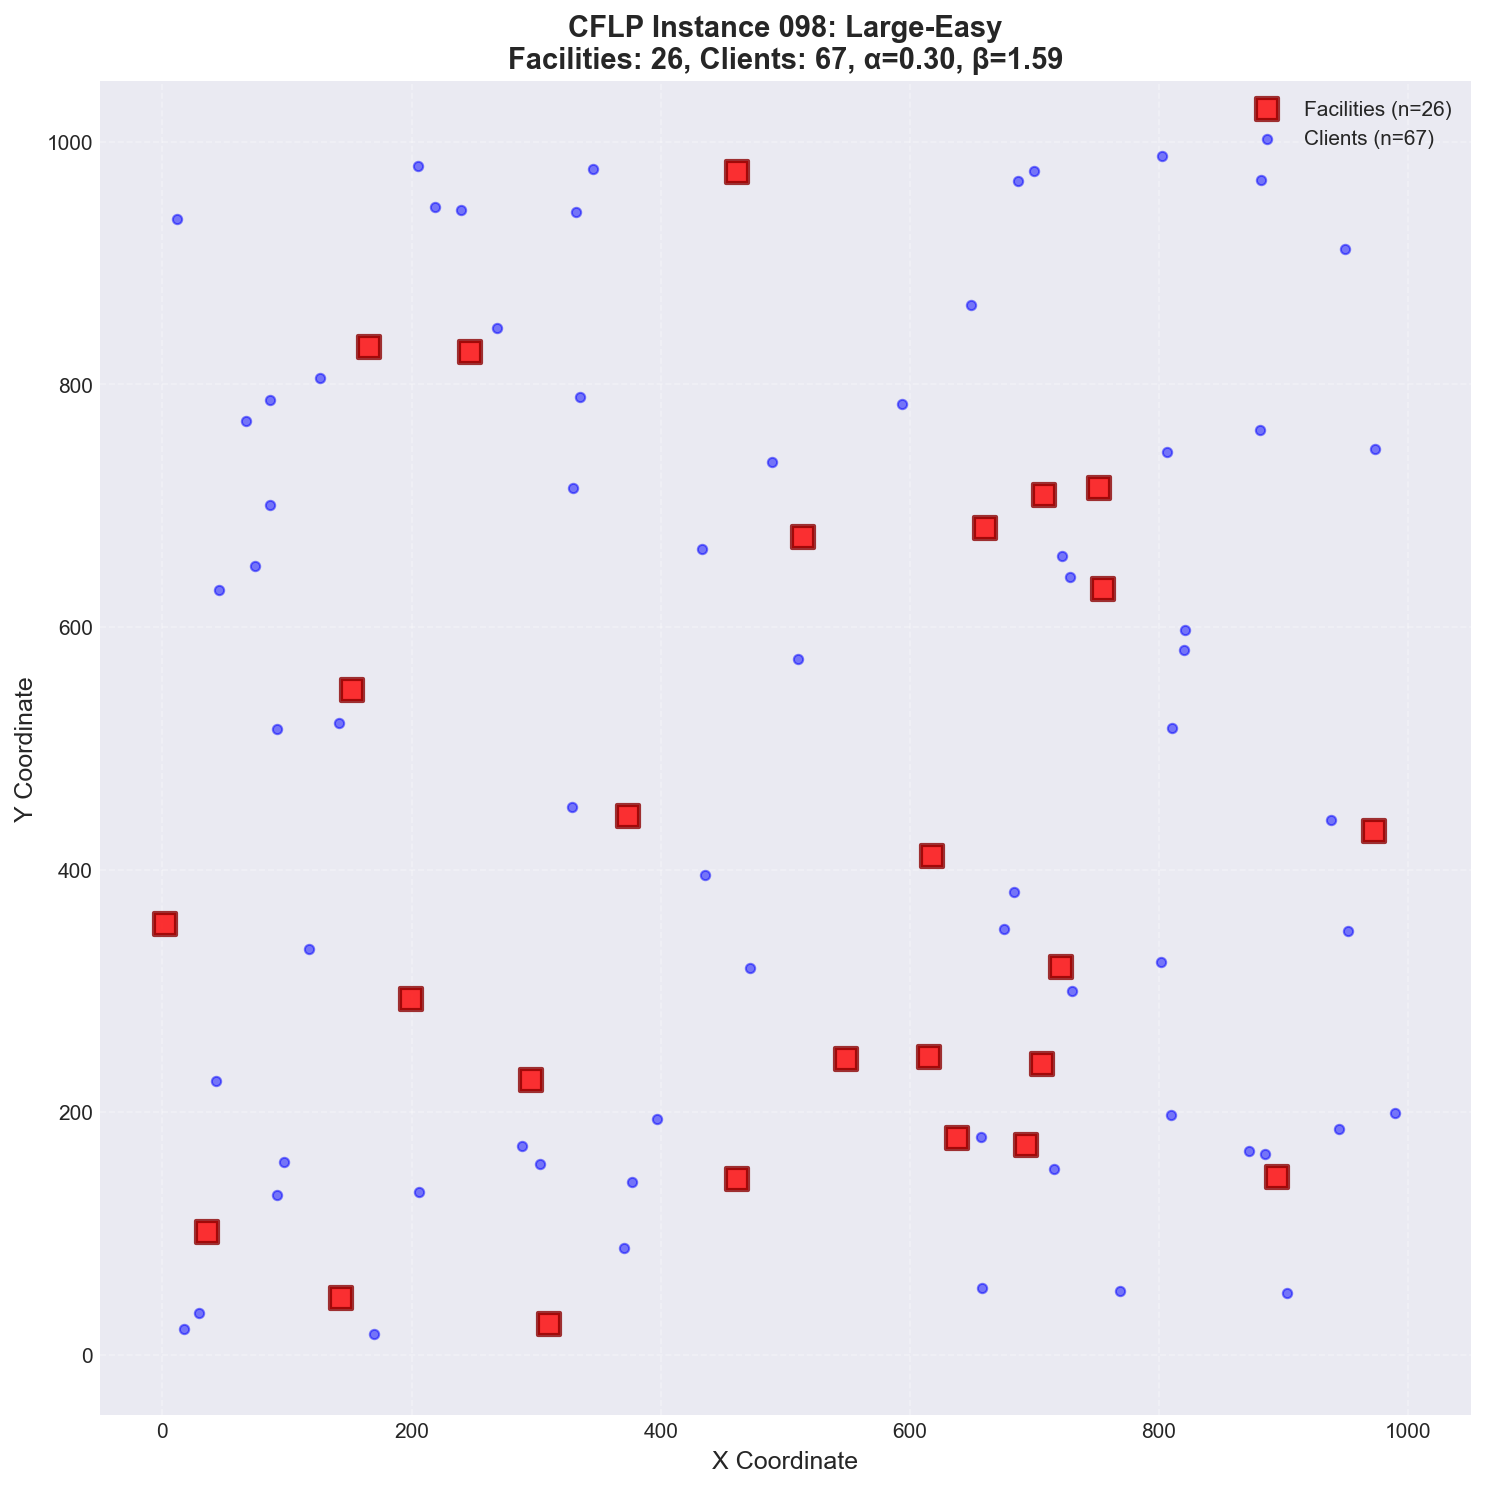 CFLP Instance 098: Large-Easy
Facilities: 26, Clients: 67, α=0.30, β=1.59
Facilities (n=26)
Clients (n=67)
1000
800
600
400
200
0
Y Coordinate
0 200 400 600 800 1000
X Coordinate